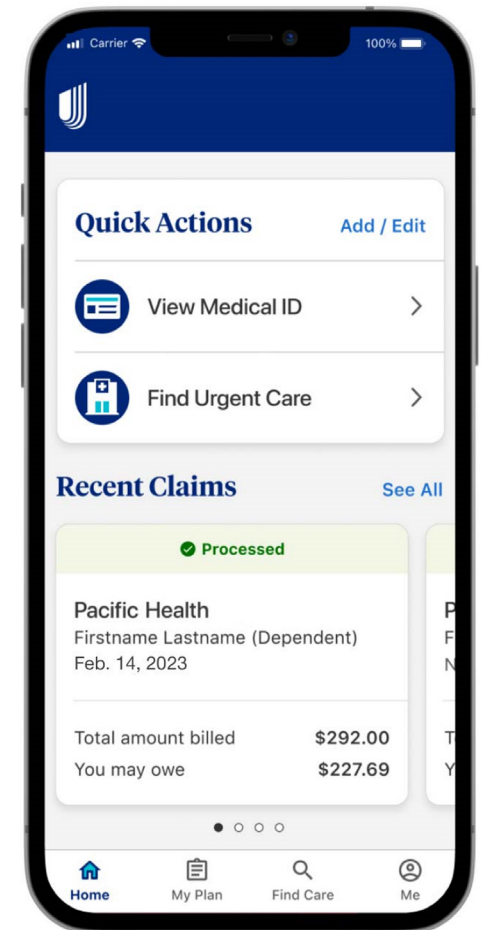 Carrier 100%
Quick Actions Add / Edit
View Medical ID
Find Urgent Care
Recent Claims See All
Processed
Pacific Health
Firstname Lastname (Dependent)
Feb. 14, 2023
Total amount billed $292.00
You may owe $227.69
Home My Plan Find Care Me